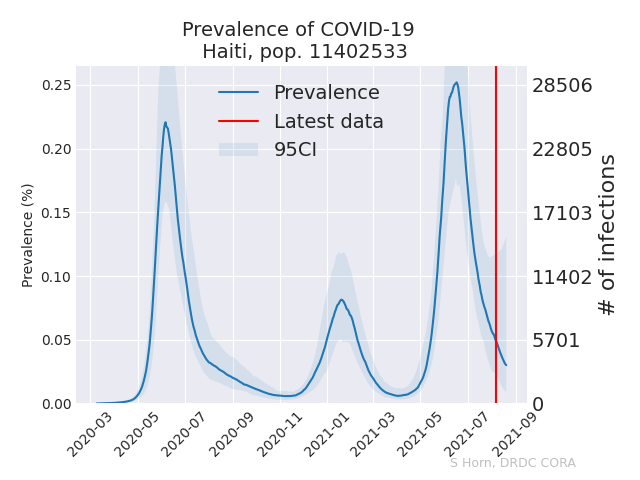 Prevalence of COVID-19
Haiti, pop. 11402533
Prevalence
Latest data
95CI
Prevalence (%)
0.25
0.20
0.15
0.10
0.05
0.00
28506
22805
17103
11402
5701
0
# of infections
2020-03
2020-05
2020-07
2020-09
2020-11
2021-01
2021-03
2021-05
2021-07
2021-09
S Horn, DRDC CORA